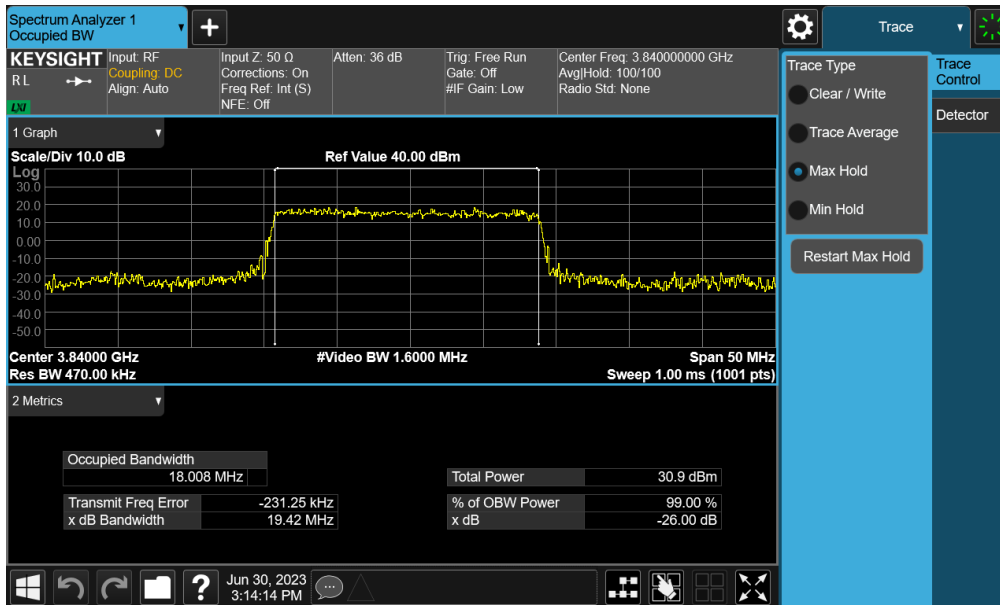 Spectrum Analyzer 1
Occupied BW
+
Trace
KEYSIGHT
R L
LXI
Input: RF
Coupling: DC
Align: Auto
Input Z: 50 Ω
Corrections: On
Freq Ref: Int (S)
NFE: Off
Atten: 36 dB
Trig: Free Run
Gate: Off
#IF Gain: Low
Center Freq: 3.840000000 GHz
Avg|Hold: 100/100
Radio Std: None
Trace Type
Clear / Write
Trace Average
Max Hold
Min Hold
Restart Max Hold
Trace
Control
Detector
1 Graph
Scale/Div 10.0 dB
Ref Value 40.00 dBm
Log
30.0
20.0
10.0
0.00
-10.0
-20.0
-30.0
-40.0
-50.0
Center 3.84000 GHz
#Video BW 1.6000 MHz
Span 50 MHz
Res BW 470.00 kHz
Sweep 1.00 ms (1001 pts)
2 Metrics
Occupied Bandwidth
18.008 MHz
Total Power 30.9 dBm
Transmit Freq Error -231.25 kHz
% of OBW Power 99.00 %
x dB Bandwidth 19.42 MHz
x dB -26.00 dB
?
Jun 30, 2023
3:14:14 PM